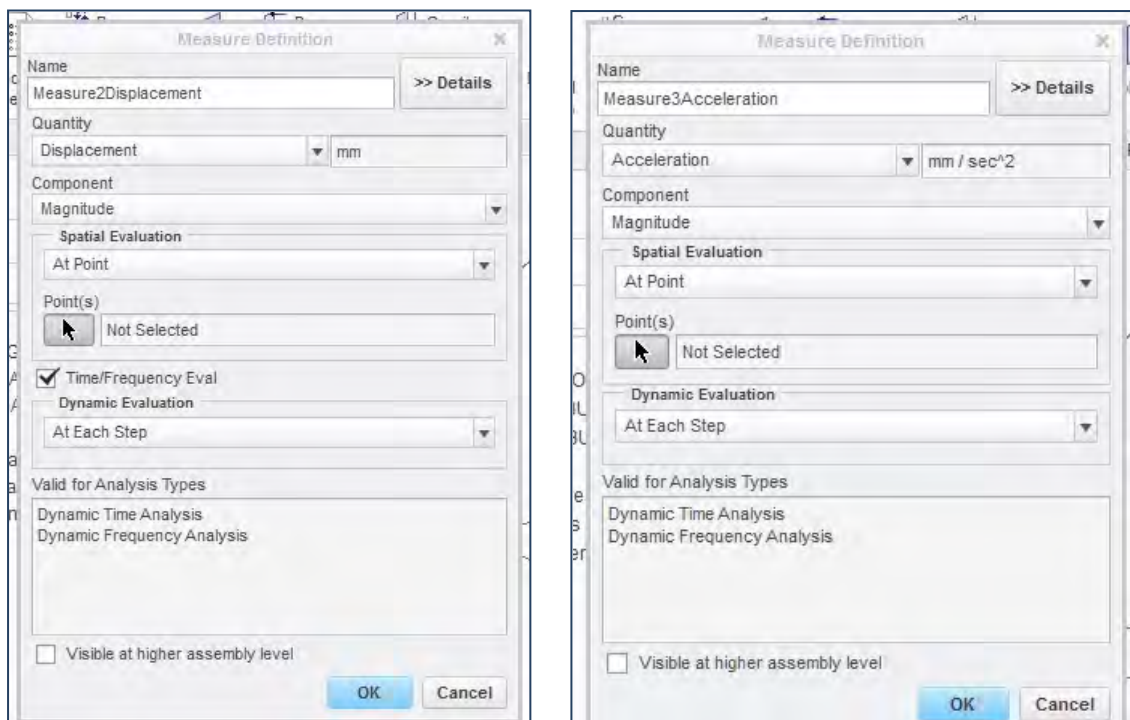 Measure Definition
Name
Measure2Displacement
>> Details
Quantity
Displacement
mm
Component
Magnitude
Spatial Evaluation
At Point
Point(s)
Not Selected
Time/Frequency Eval
Dynamic Evaluation
At Each Step
Valid for Analysis Types
Dynamic Time Analysis
Dynamic Frequency Analysis
Visible at higher assembly level
OK
Cancel
Measure Definition
Name
Measure3Acceleration
>> Details
Quantity
Acceleration
mm / sec^2
Component
Magnitude
Spatial Evaluation
At Point
Point(s)
Not Selected
Dynamic Evaluation
At Each Step
Valid for Analysis Types
Dynamic Time Analysis
Dynamic Frequency Analysis
Visible at higher assembly level
OK
Cancel